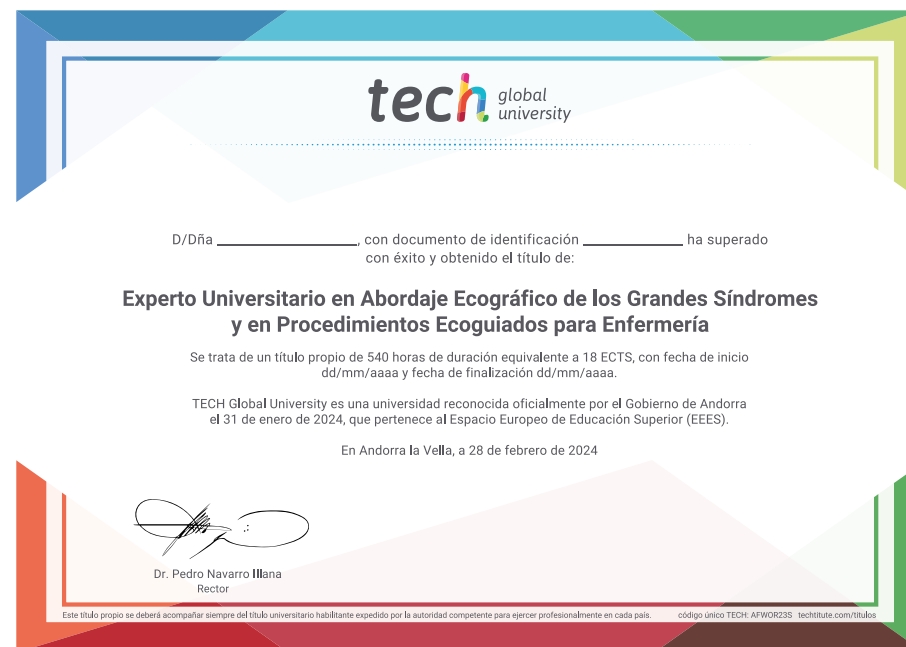 tech global university
D/Dña ____________, con documento de identificación ____________ ha superado
con éxito y obtenido el título de:
Experto Universitario en Abordaje Ecográfico de los Grandes Síndromes
y en Procedimientos Ecoguiados para Enfermería
Se trata de un título propio de 540 horas de duración equivalente a 18 ECTS, con fecha de inicio
dd/mm/aaaa y fecha de finalización dd/mm/aaaa.
TECH Global University es una universidad reconocida oficialmente por el Gobierno de Andorra
el 31 de enero de 2024, que pertenece al Espacio Europeo de Educación Superior (EEES).
En Andorra la Vella, a 28 de febrero de 2024
Dr. Pedro Navarro Illana
Rector
Este título propio se deberá acompañar siempre del título universitario habilitante expedido por la autoridad competente para ejercer profesionalmente en cada país. código único TECH: AFWOR23S techtitute.com/titulos